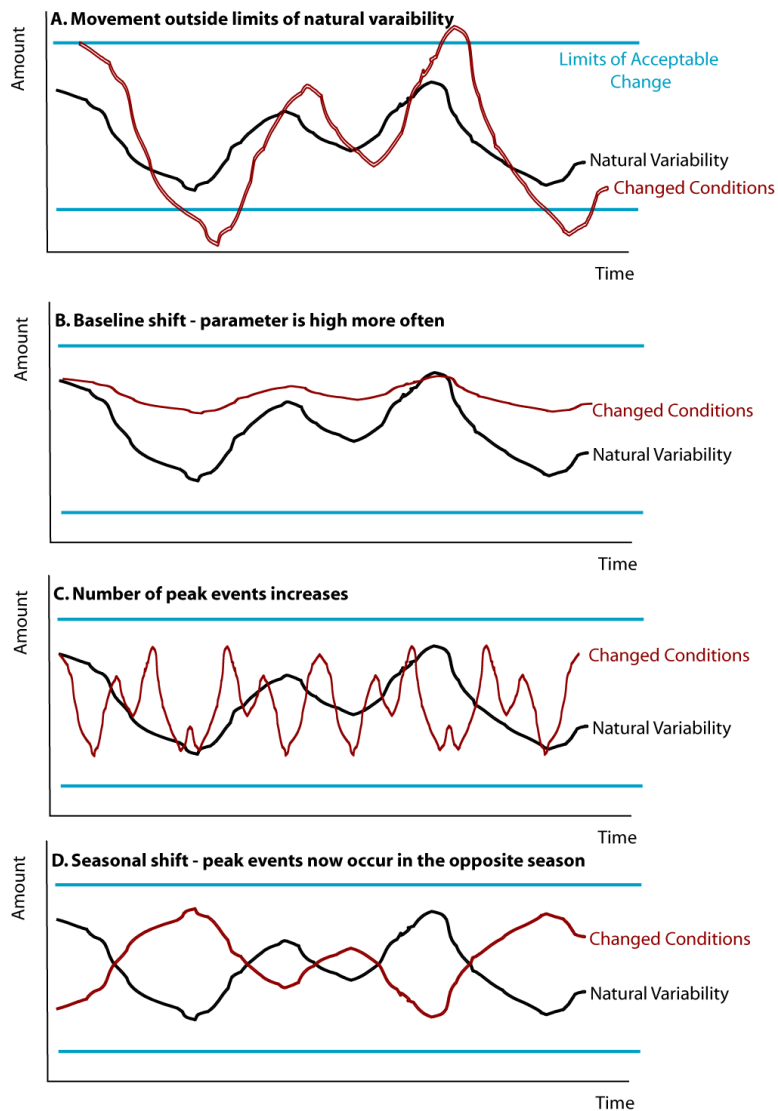 A. Movement outside limits of natural varaibility
Amount
Limits of Acceptable
Change
Natural Variability
Changed Conditions
Time
B. Baseline shift - parameter is high more often
Amount
Changed Conditions
Natural Variability
Time
C. Number of peak events increases
Amount
Changed Conditions
Natural Variability
Time
D. Seasonal shift - peak events now occur in the opposite season
Amount
Changed Conditions
Natural Variability
Time